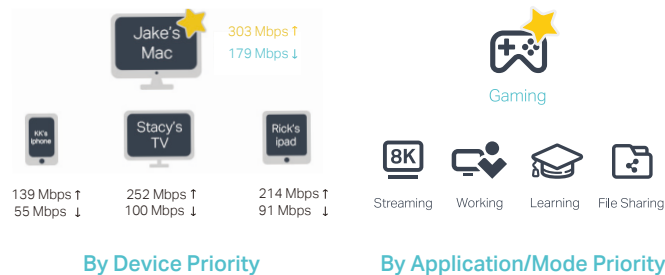 Jake's
Mac
303 Mbps ↑
179 Mbps ↓
KK's
Iphone
Stacy's
TV
Rick's
ipad
139 Mbps ↑
55 Mbps ↓
252 Mbps ↑
100 Mbps ↓
214 Mbps ↑
91 Mbps ↓
By Device Priority
Gaming
8K
Streaming
Working
Learning
File Sharing
By Application/Mode Priority